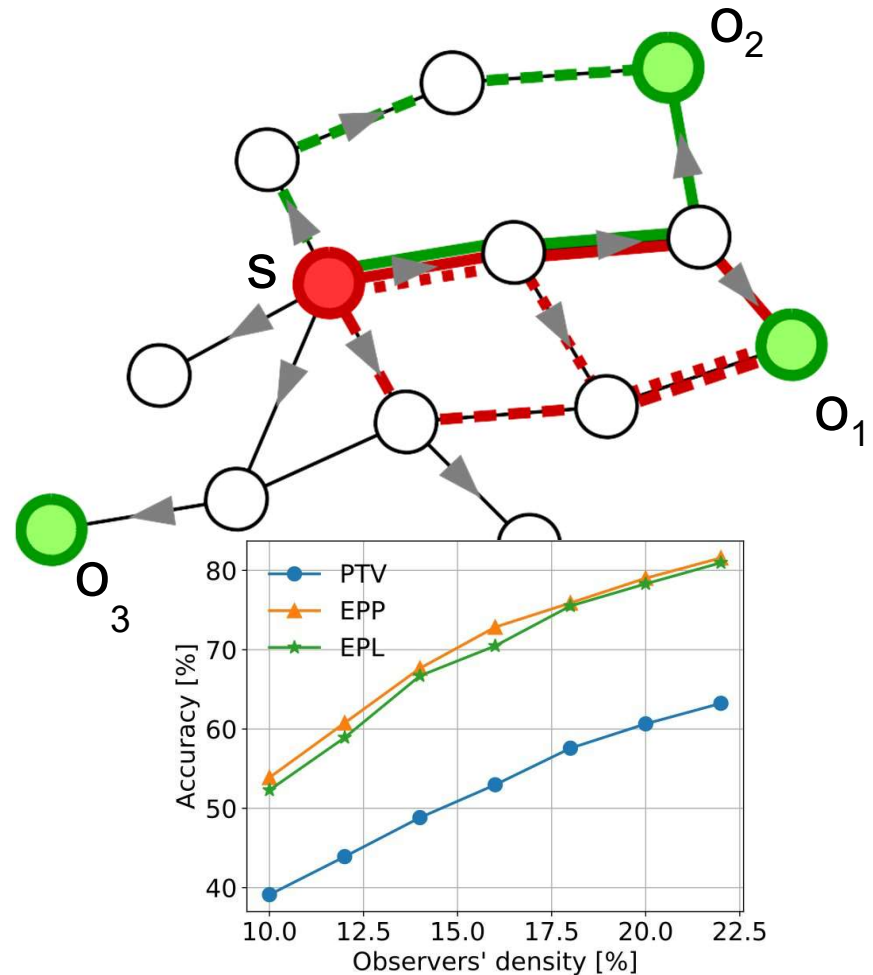 o2
s
o1
o3
PTV
EPP
EPL
Accuracy [%]
80
70
60
50
40
10.0 12.5 15.0 17.5 20.0 22.5
Observers' density [%]